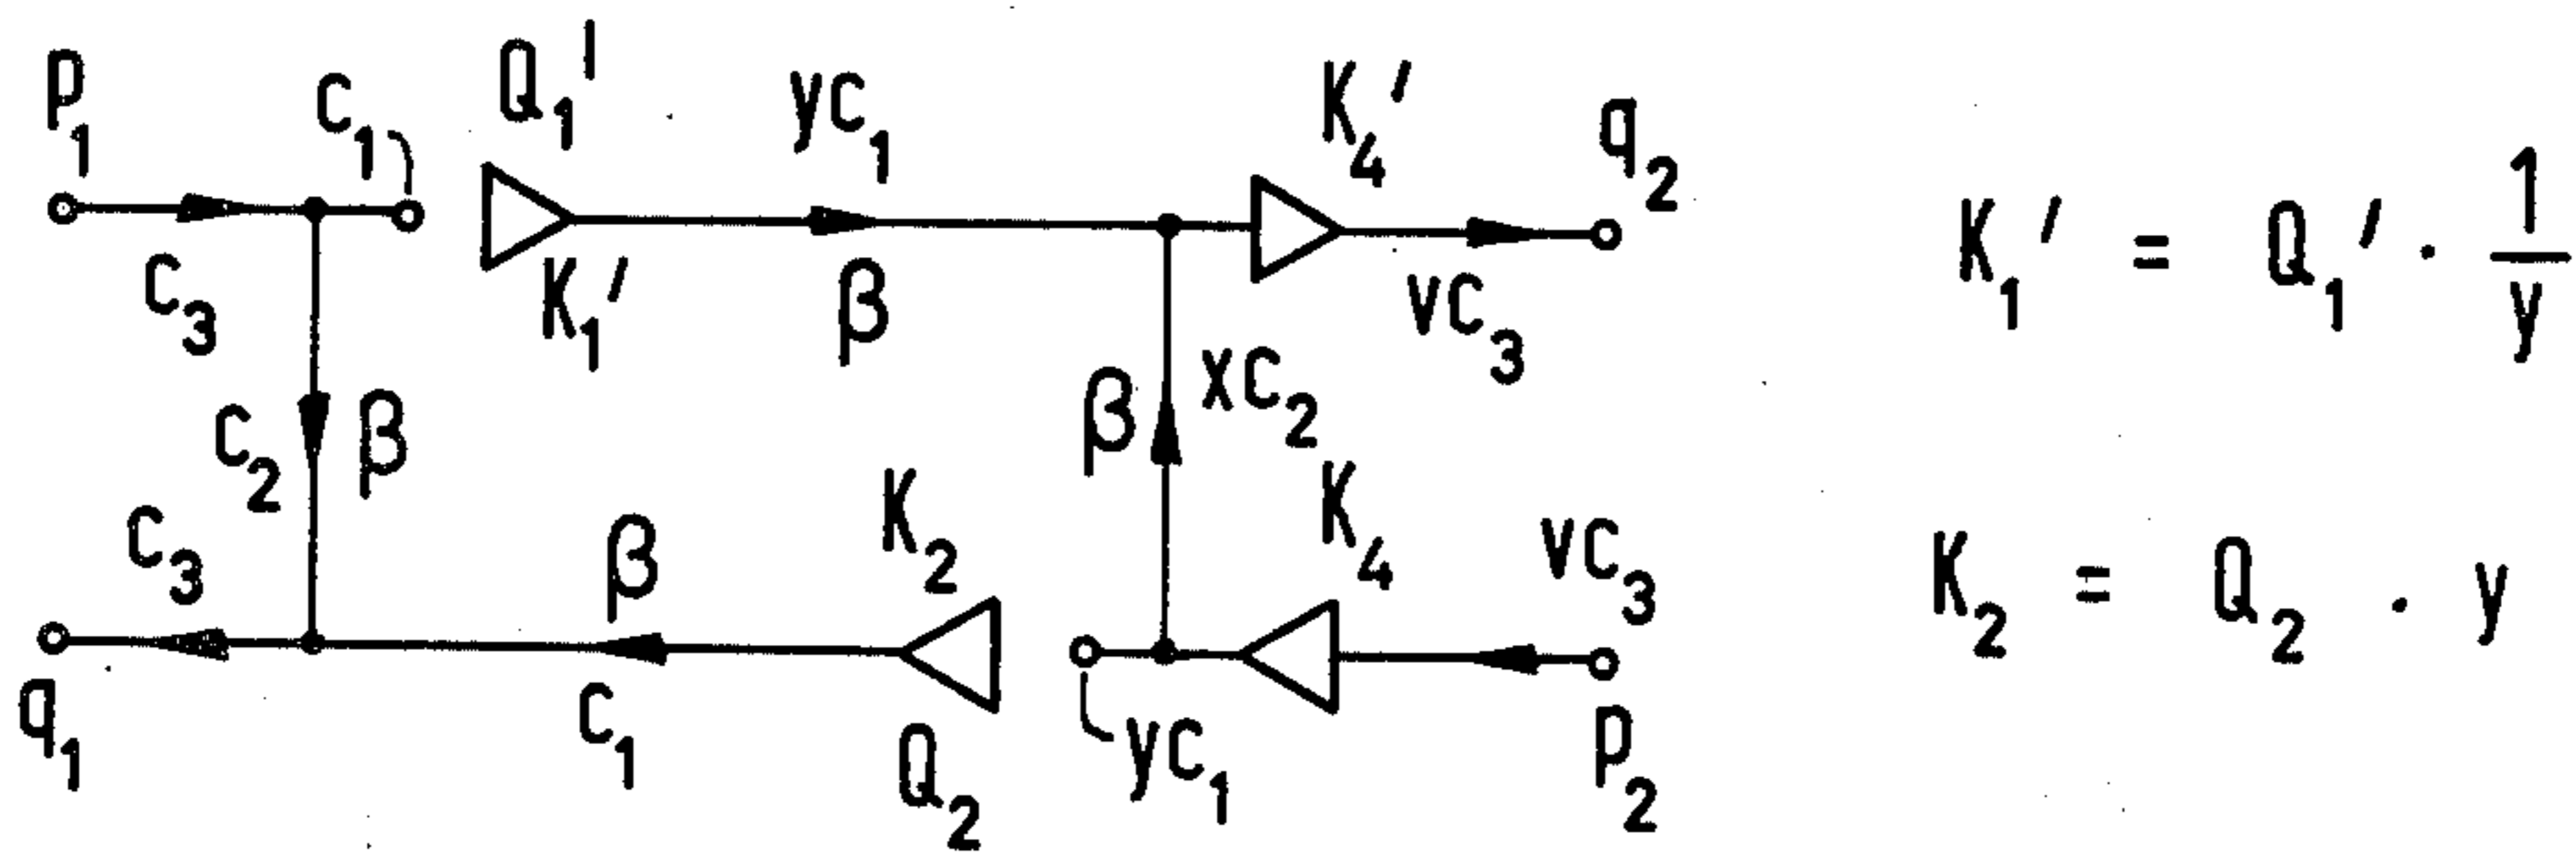 P₁
C₁
Q₁'
yC₁
K₄'
q₂
C₃
K₁'
β
vC₃
K₁' = Q₁' · 1/y
C₂
β
β
xC₂
C₃
β
K₂
K₄
vC₃
K₂ = Q₂ · y
q₁
C₁
Q₂
yC₁
P₂